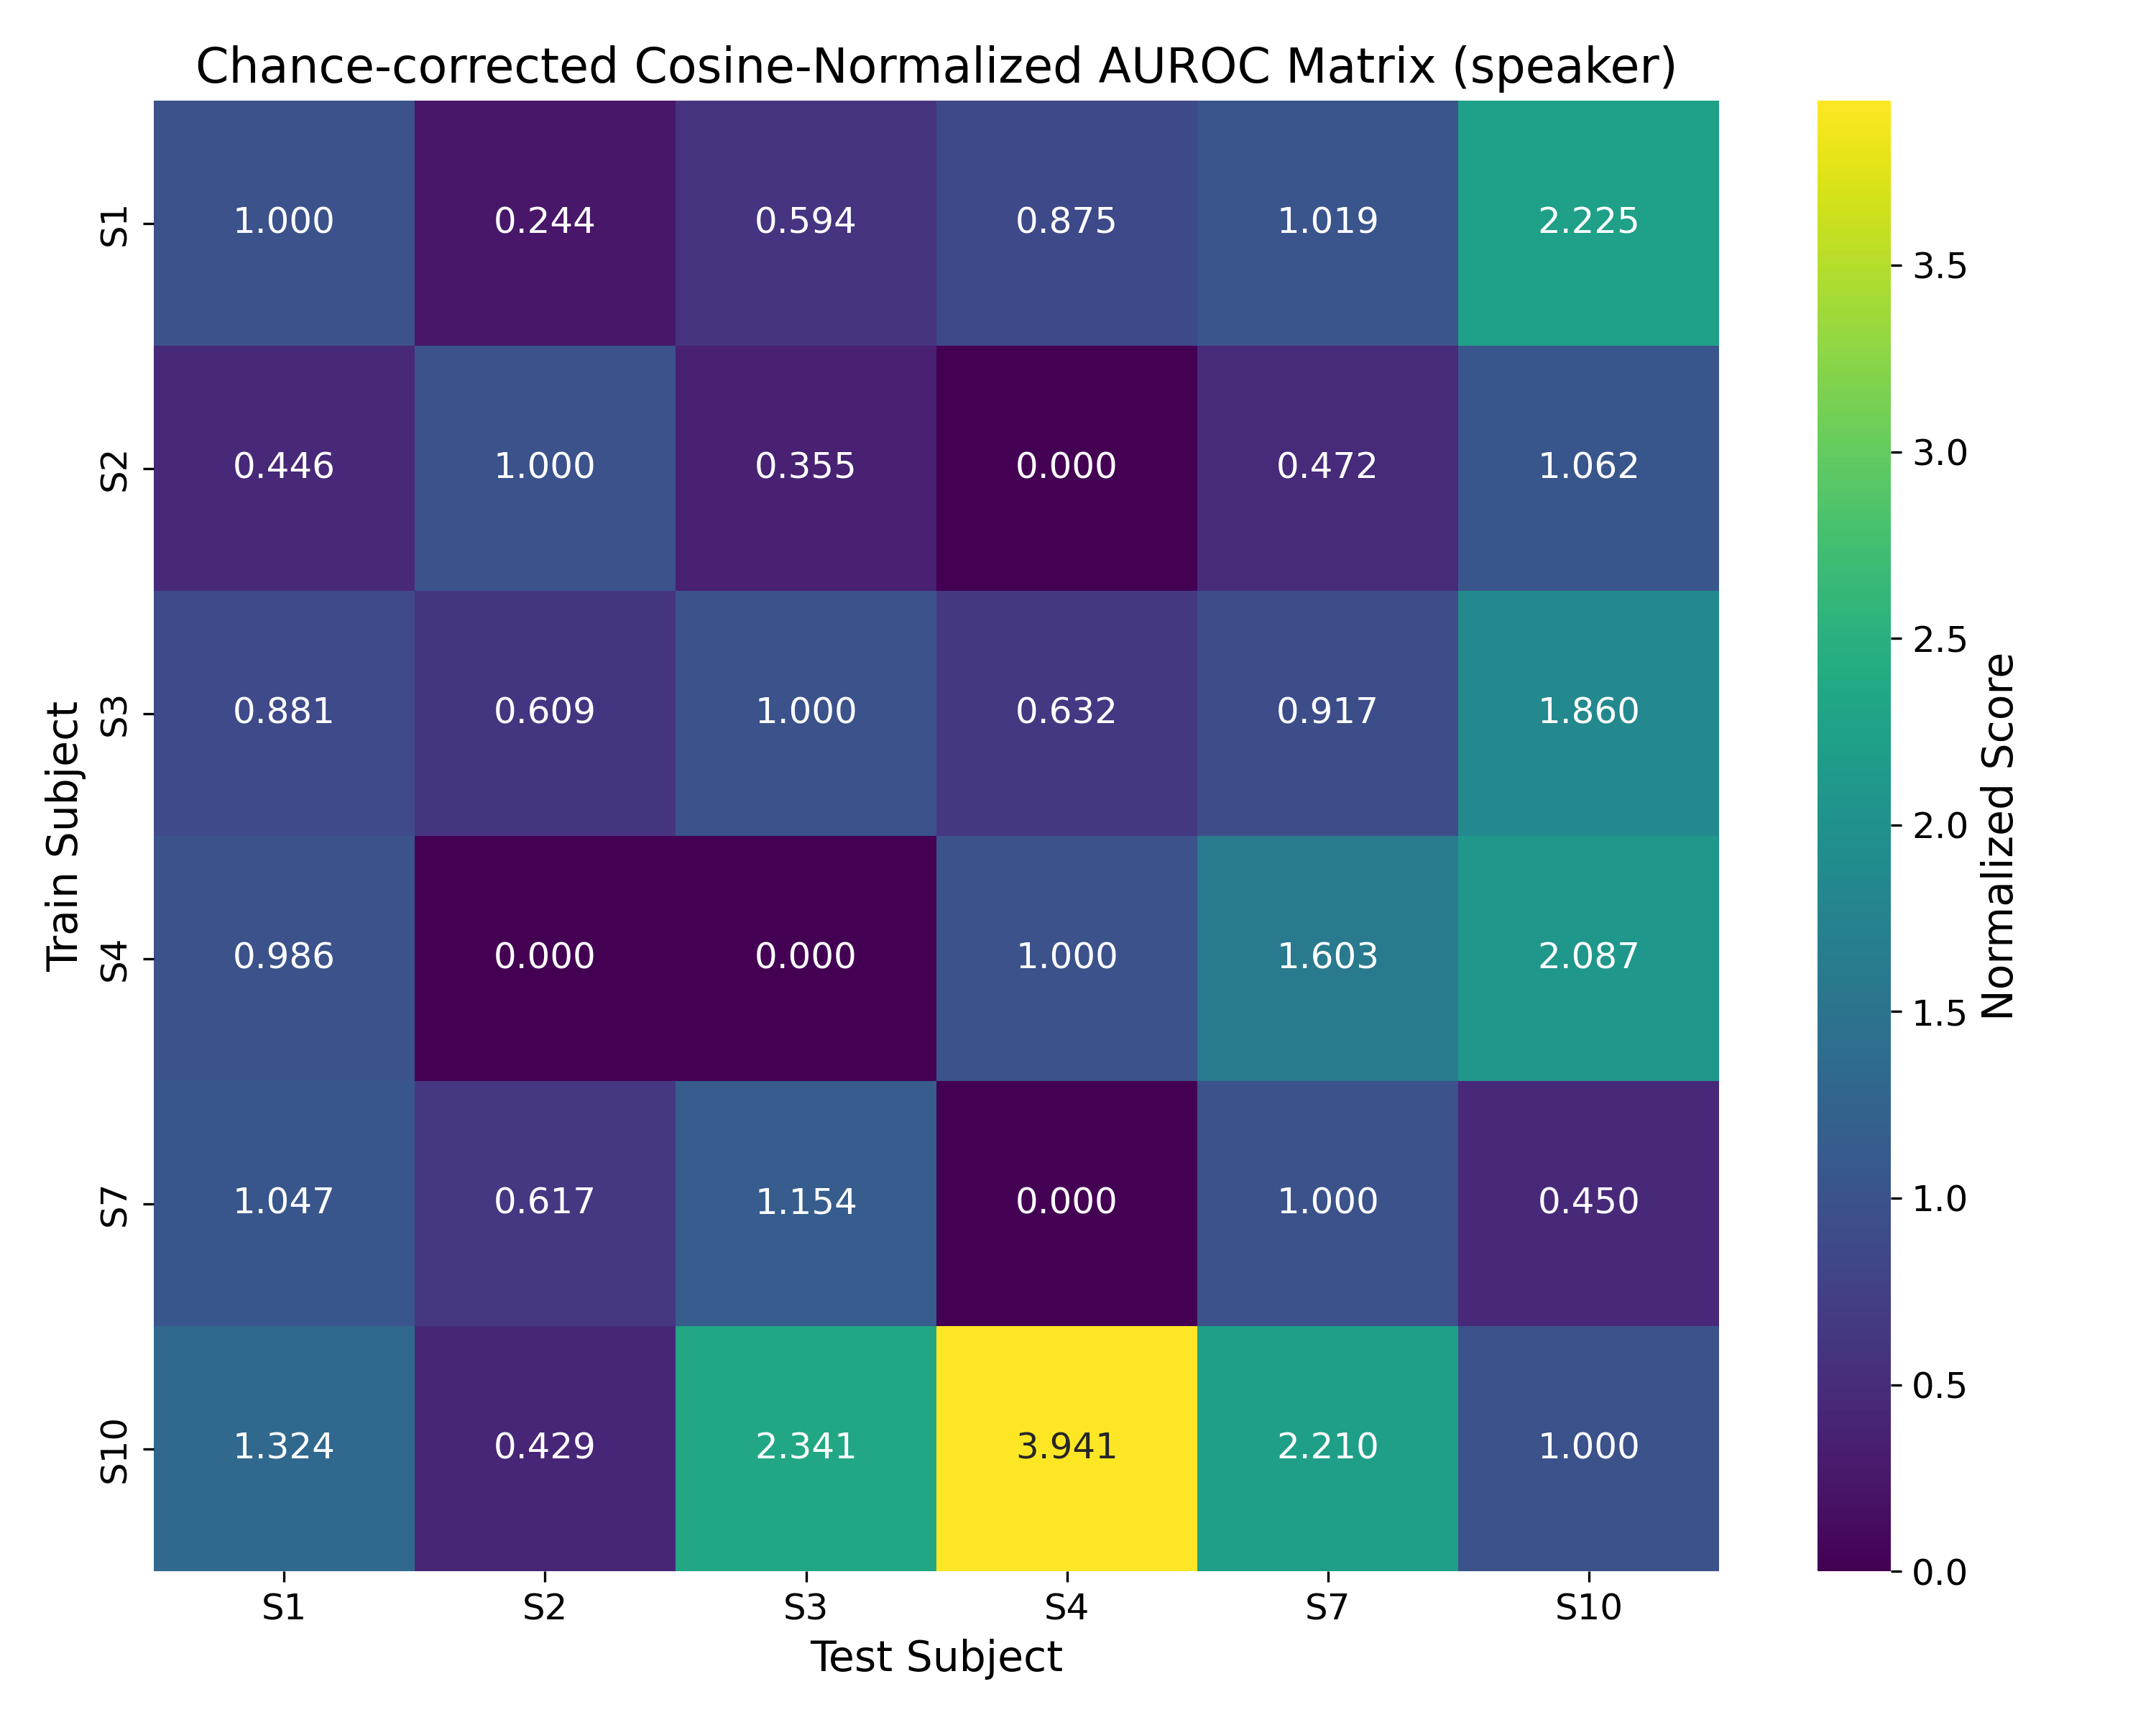 Chance-corrected Cosine-Normalized AUROC Matrix (speaker)
Train Subject
S1
1.000 0.244 0.594 0.875 1.019 2.225
S2
0.446 1.000 0.355 0.000 0.472 1.062
S3
0.881 0.609 1.000 0.632 0.917 1.860
S4
0.986 0.000 0.000 1.000 1.603 2.087
S7
1.047 0.617 1.154 0.000 1.000 0.450
S10
1.324 0.429 2.341 3.941 2.210 1.000
S1 S2 S3 S4 S7 S10
Test Subject
3.5
3.0
2.5
2.0
1.5
1.0
0.5
0.0
Normalized Score